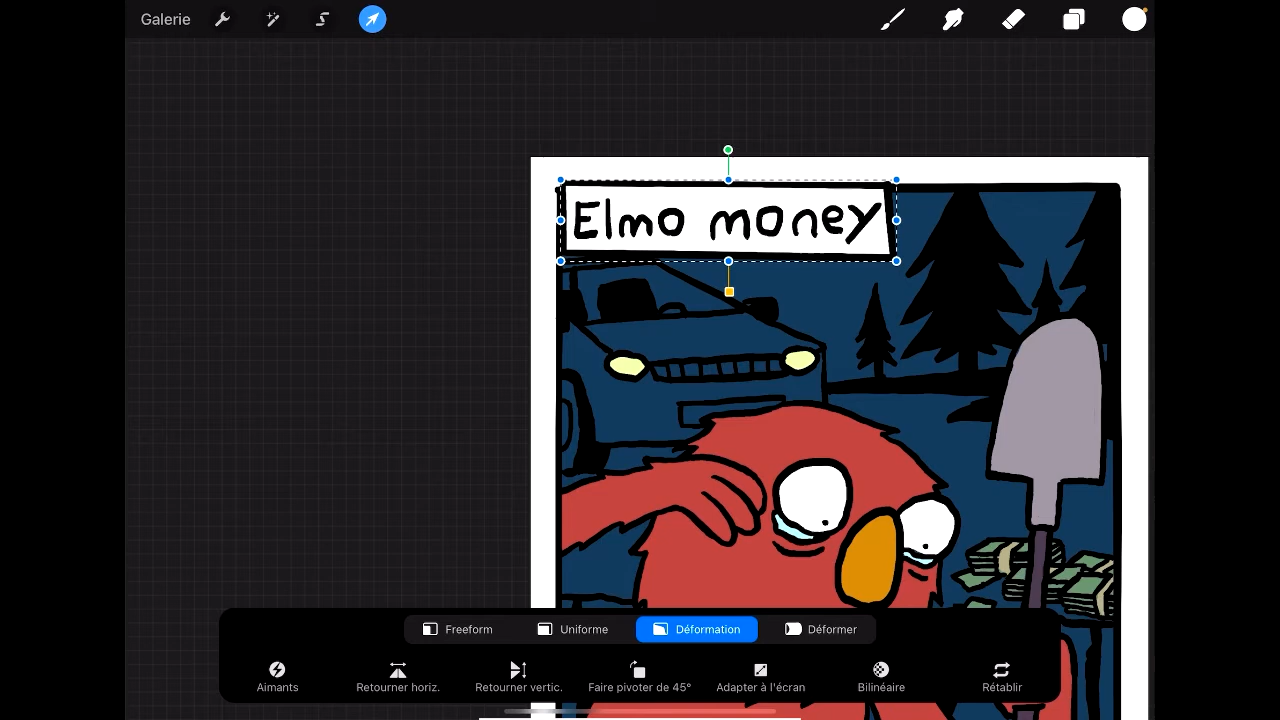 Galerie
Elmo money
Freeform Uniforme Déformation Déformer
Aimants Retourner horiz. Retourner vertic. Faire pivoter de 45° Adapter à l'écran Bilinéaire Rétablir